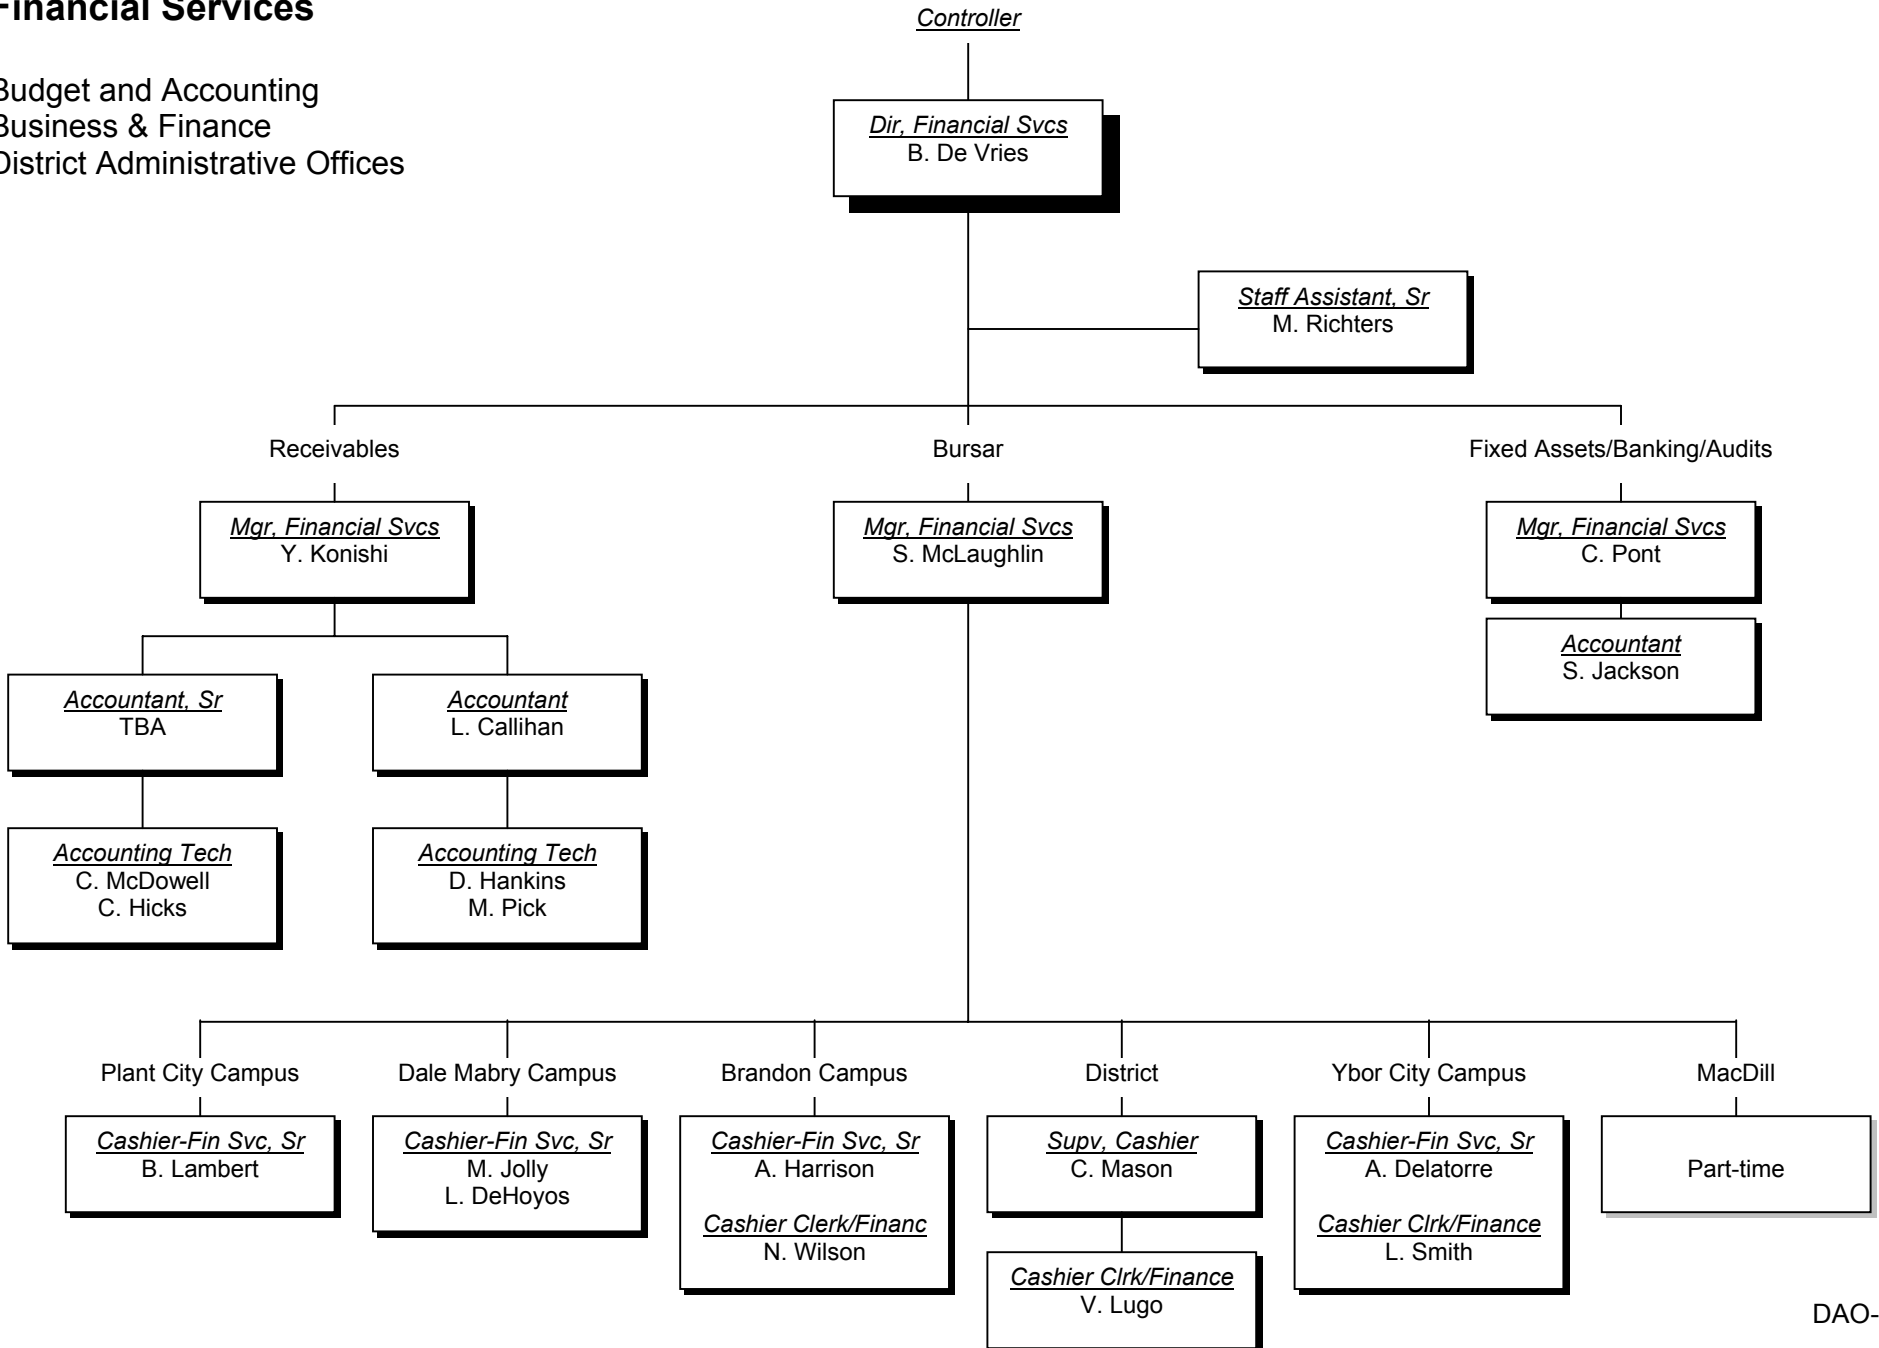 Financial Services
Budget and Accounting
Business & Finance
District Administrative Offices
Controller
Dir, Financial Svcs
B. De Vries
Staff Assistant, Sr
M. Richters
Receivables
Bursar
Fixed Assets/Banking/Audits
Mgr, Financial Svcs
Y. Konishi
Mgr, Financial Svcs
S. McLaughlin
Mgr, Financial Svcs
C. Pont
Accountant
S. Jackson
Accountant, Sr
TBA
Accountant
L. Callihan
Accounting Tech
C. McDowell
C. Hicks
Accounting Tech
D. Hankins
M. Pick
Plant City Campus
Dale Mabry Campus
Brandon Campus
District
Ybor City Campus
MacDill
Cashier-Fin Svc, Sr
B. Lambert
Cashier-Fin Svc, Sr
M. Jolly
L. DeHoyos
Cashier-Fin Svc, Sr
A. Harrison
Cashier Clerk/Financ
N. Wilson
Supv, Cashier
C. Mason
Cashier Clrk/Finance
V. Lugo
Cashier-Fin Svc, Sr
A. Delatorre
Cashier Clrk/Finance
L. Smith
Part-time
DAO-